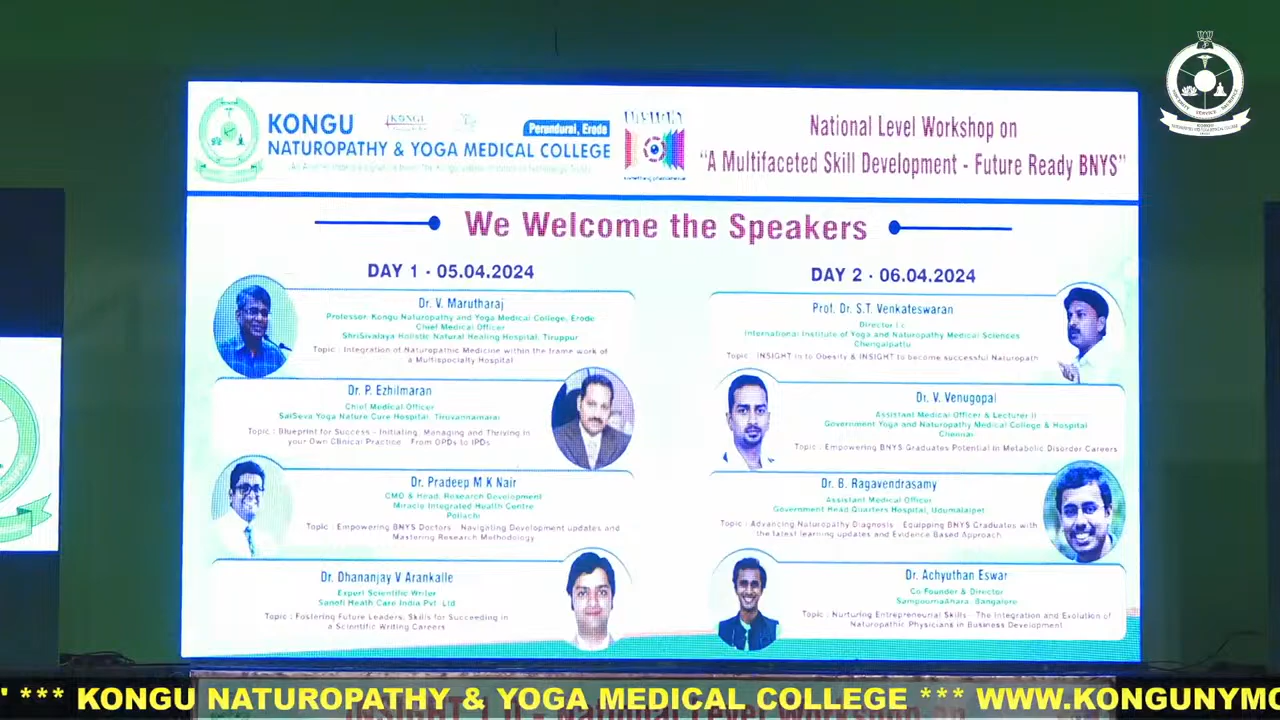 KONGU
NATUROPATHY & YOGA MEDICAL COLLEGE
Perundurai, Erode
National Level Workshop on
"A Multifaceted Skill Development - Future Ready BNYS"
We Welcome the Speakers
DAY 1 - 05.04.2024
Dr. V. Marutharaj
Professor, Kongu Naturopathy and Yoga Medical College, Erode
Chief Medical Officer
ShriSivalaya Holistic Natural Healing Hospital, Tiruppur
Topic : Integration of Naturopathic Medicine within the frame work of
a Multispecialty Hospital
Dr. P. Ezhilmaran
Chief Medical Officer
SaiSeva Yoga Nature Cure Hospital, Tiruvannamalai
Topic : Blueprint for Success - Initiating, Managing and Thriving in
your Own Clinical Practice - From OPDs to IPDs
Dr. Pradeep M K Nair
CMO & Head, Research Development
Miracle Integrated Health Centre
Pollachi
Topic : Empowering BNYS Doctors - Navigating Development updates and
Mastering Research Methodology
Dr. Dhananjay V Arankalle
Expert Scientific Writer
Sanofi Heath Care India Pvt. Ltd
Topic : Fostering Future Leaders, Skills for Succeeding in
a Scientific Writing Careers
DAY 2 - 06.04.2024
Prof. Dr. S.T. Venkateswaran
Director I.c
International Institute of Yoga and Naturopathy Medical Sciences
Chengalpattu
Topic : INSIGHT in to Obesity & INSIGHT to become successful Naturopath
Dr. V. Venugopal
Assistant Medical Officer & Lecturer II
Government Yoga and Naturopathy Medical College & Hospital
Chennai
Topic : Empowering BNYS Graduates Potential in Metabolic Disorder Careers
Dr. B. Ragavendrasamy
Assistant Medical Officer
Government Head Quarters Hospital, Udumalaipet
Topic : Advancing Naturopathy Diagnosis - Equipping BNYS Graduates with
the latest learning updates and Evidence Based Approach
Dr. Achyuthan Eswar
Co Founder & Director
Sampoornaahara, Bangalore
Topic : Nurturing Entrepreneurial Skills - The Integration and Evolution of
Naturopathic Physicians in Business Development
INSIGHT 1.0 - National Level Workshop on
" *** KONGU NATUROPATHY & YOGA MEDICAL COLLEGE *** WWW.KONGUNYMC